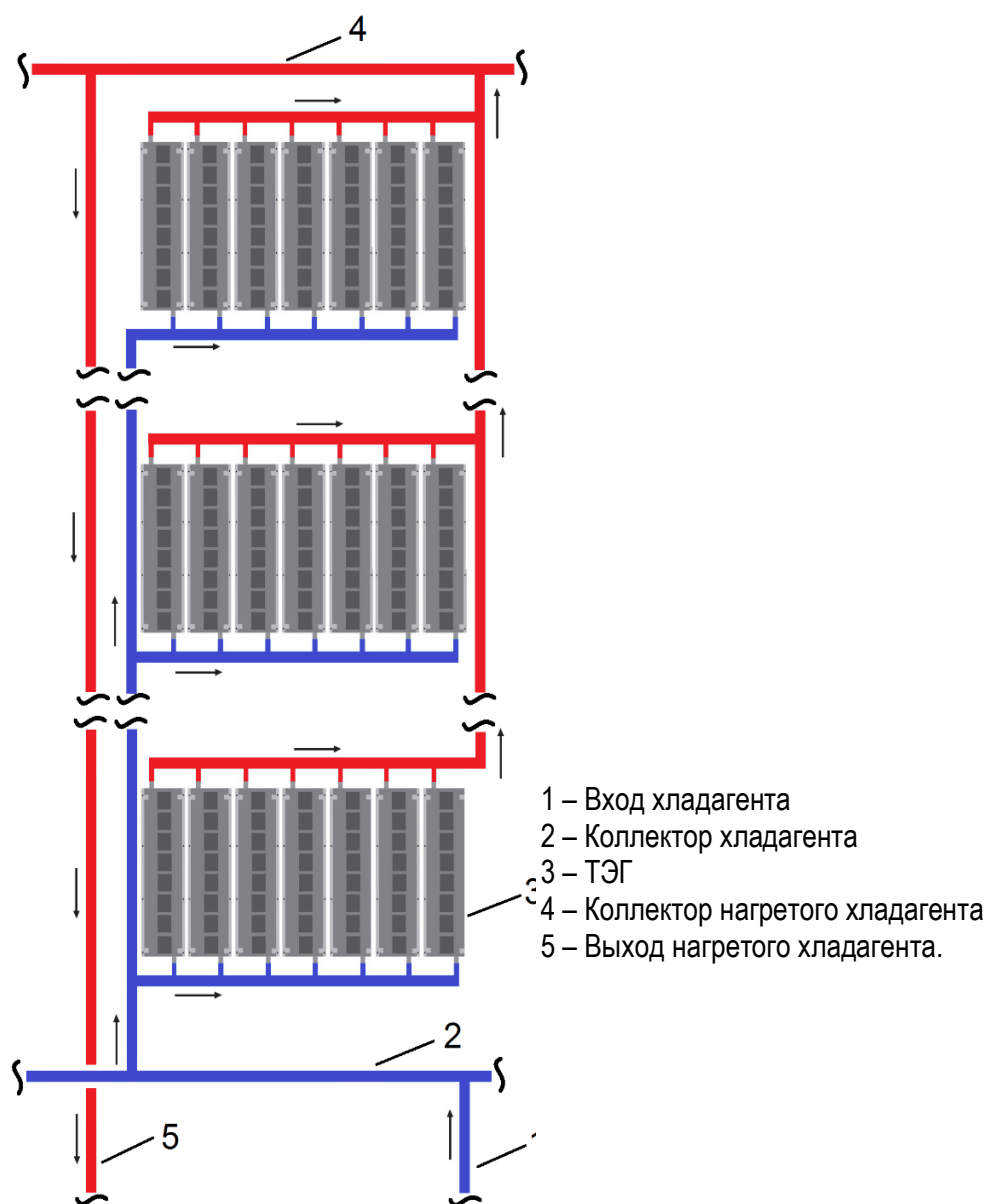 4
1 – Вход хладагента
2 – Коллектор хладагента
3 – ТЭГ
4 – Коллектор нагретого хладагента
5 – Выход нагретого хладагента.
2
5